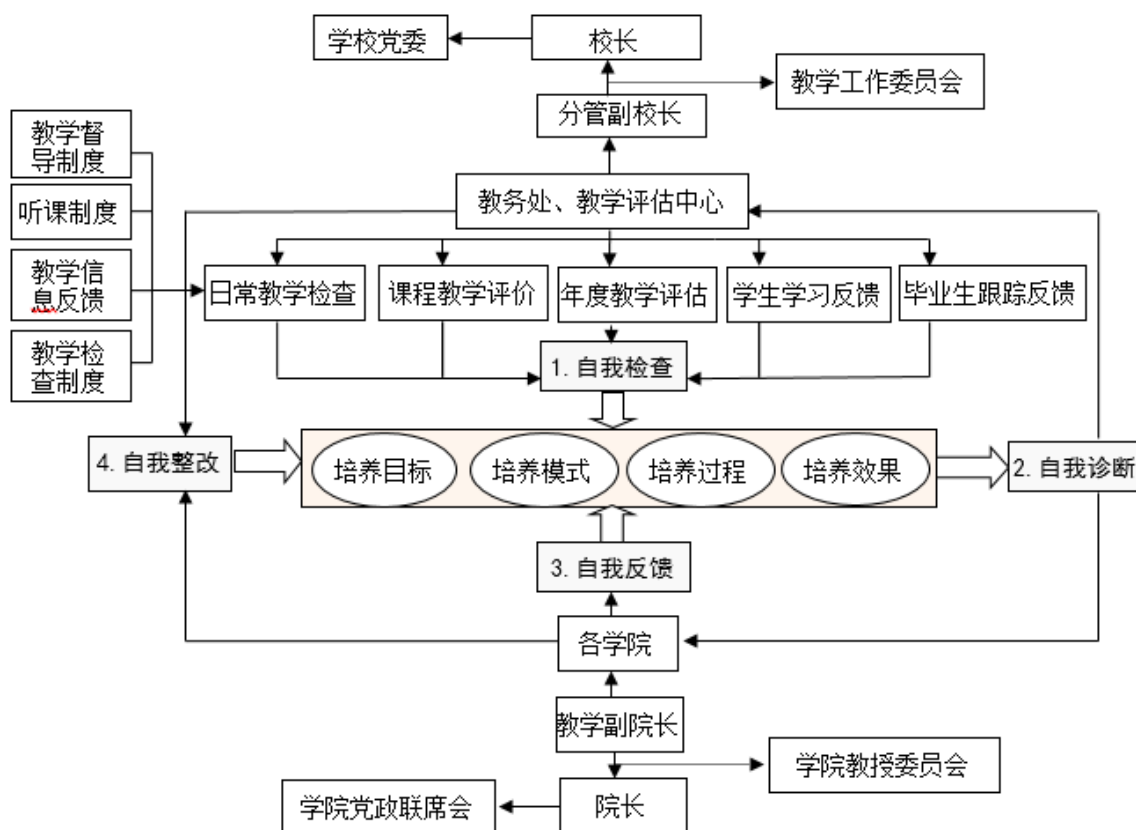 学校党委
校长
教学工作委员会
分管副校长
教学督
导制度
听课制度
教学信
息反馈
教学检
查制度
教务处、教学评估中心
日常教学检查
课程教学评价
年度教学评估
学生学习反馈
毕业生跟踪反馈
1. 自我检查
4. 自我整改
培养目标
培养模式
培养过程
培养效果
2. 自我诊断
3. 自我反馈
各学院
教学副院长
学院教授委员会
学院党政联席会
院长